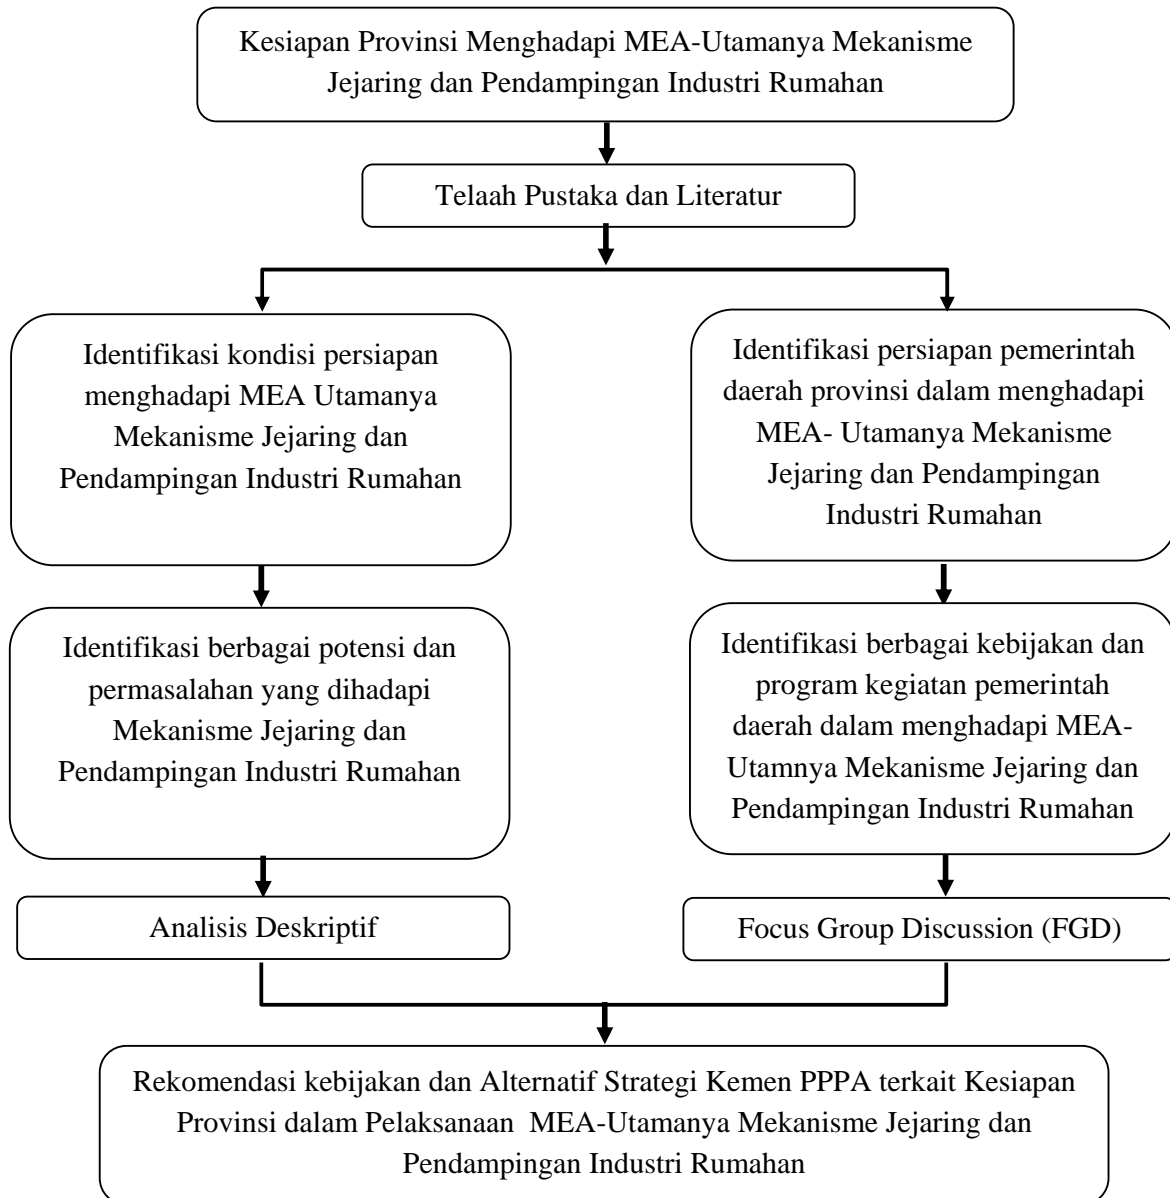 Kesiapan Provinsi Menghadapi MEA-Utamanya Mekanisme
Jejaring dan Pendampingan Industri Rumahan
Telaah Pustaka dan Literatur
Identifikasi kondisi persiapan
menghadapi MEA Utamanya
Mekanisme Jejaring dan
Pendampingan Industri Rumahan
Identifikasi persiapan pemerintah
daerah provinsi dalam menghadapi
MEA- Utamanya Mekanisme
Jejaring dan Pendampingan
Industri Rumahan
Identifikasi berbagai potensi dan
permasalahan yang dihadapi
Mekanisme Jejaring dan
Pendampingan Industri Rumahan
Identifikasi berbagai kebijakan dan
program kegiatan pemerintah
daerah dalam menghadapi MEA-
Utamnya Mekanisme Jejaring dan
Pendampingan Industri Rumahan
Analisis Deskriptif
Focus Group Discussion (FGD)
Rekomendasi kebijakan dan Alternatif Strategi Kemen PPPA terkait Kesiapan
Provinsi dalam Pelaksanaan  MEA-Utamanya Mekanisme Jejaring dan
Pendampingan Industri Rumahan